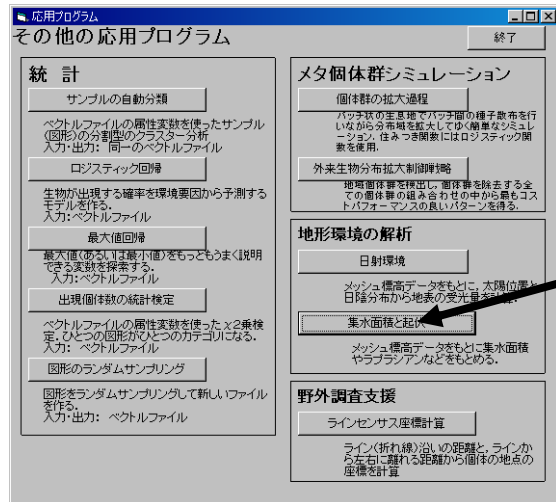 応用プログラム
その他の応用プログラム
終了
統 計
サンプルの自動分類
ベクトルファイルの属性変数を使ったサンプル
(図形)の分割型のクラスター分析
入力・出力: 同一のベクトルファイル
ロジスティック回帰
生物が出現する確率を環境要因から予測する
モデルを作る.
入力:ベクトルファイル
最大値回帰
最大値(あるいは最小値)をもっともうまく説明
できる変数を探索する.
入力:ベクトルファイル
出現個体数の統計検定
ベクトルファイルの属性変数を使ったχ2乗検
定. ひとつの図形がひとつのカテゴリになる.
入力: ベクトルファイル
図形のランダムサンプリング
図形をランダムサンプリングして新しいファイル
を作る.
入力・出力: ベクトルファイル
メタ個体群シミュレーション
個体群の拡大過程
パッチ状の生息地でパッチ間の種子散布を行
いながら分布域を拡大してゆく簡単なシミュレ
ーション. 住みつき関数にはロジスティック関
数を使用.
外来生物分布拡大制御戦略
地域個体群を検出し, 個体群を除去する全
ての個体群の組み合わせの中から最もコス
トパフォーマンスの良いパターンを得る.
地形環境の解析
日射環境
メッシュ標高データをもとに, 太陽位置と
日陰分布から地表の受光量を計算.
集水面積と起伏
メッシュ標高データをもとに集水面積
やラプラシアンなどをもとめる.
野外調査支援
ラインセンサス座標計算
ライン(折れ線)沿いの距離と, ラインか
ら左右に離れる距離から個体の地点の
座標を計算